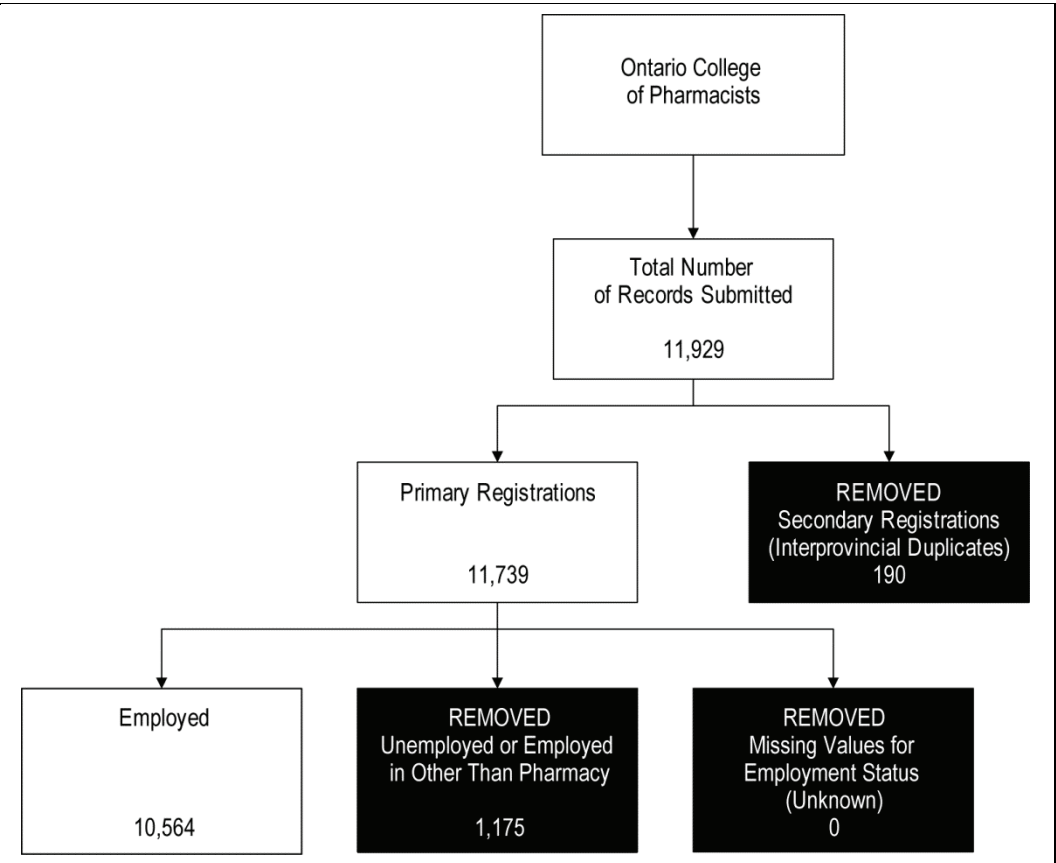 Ontario College
of Pharmacists
Total Number
of Records Submitted
11,929
Primary Registrations
11,739
REMOVED
Secondary Registrations
(Interprovincial Duplicates)
190
Employed
10,564
REMOVED
Unemployed or Employed
in Other Than Pharmacy
1,175
REMOVED
Missing Values for
Employment Status
(Unknown)
0